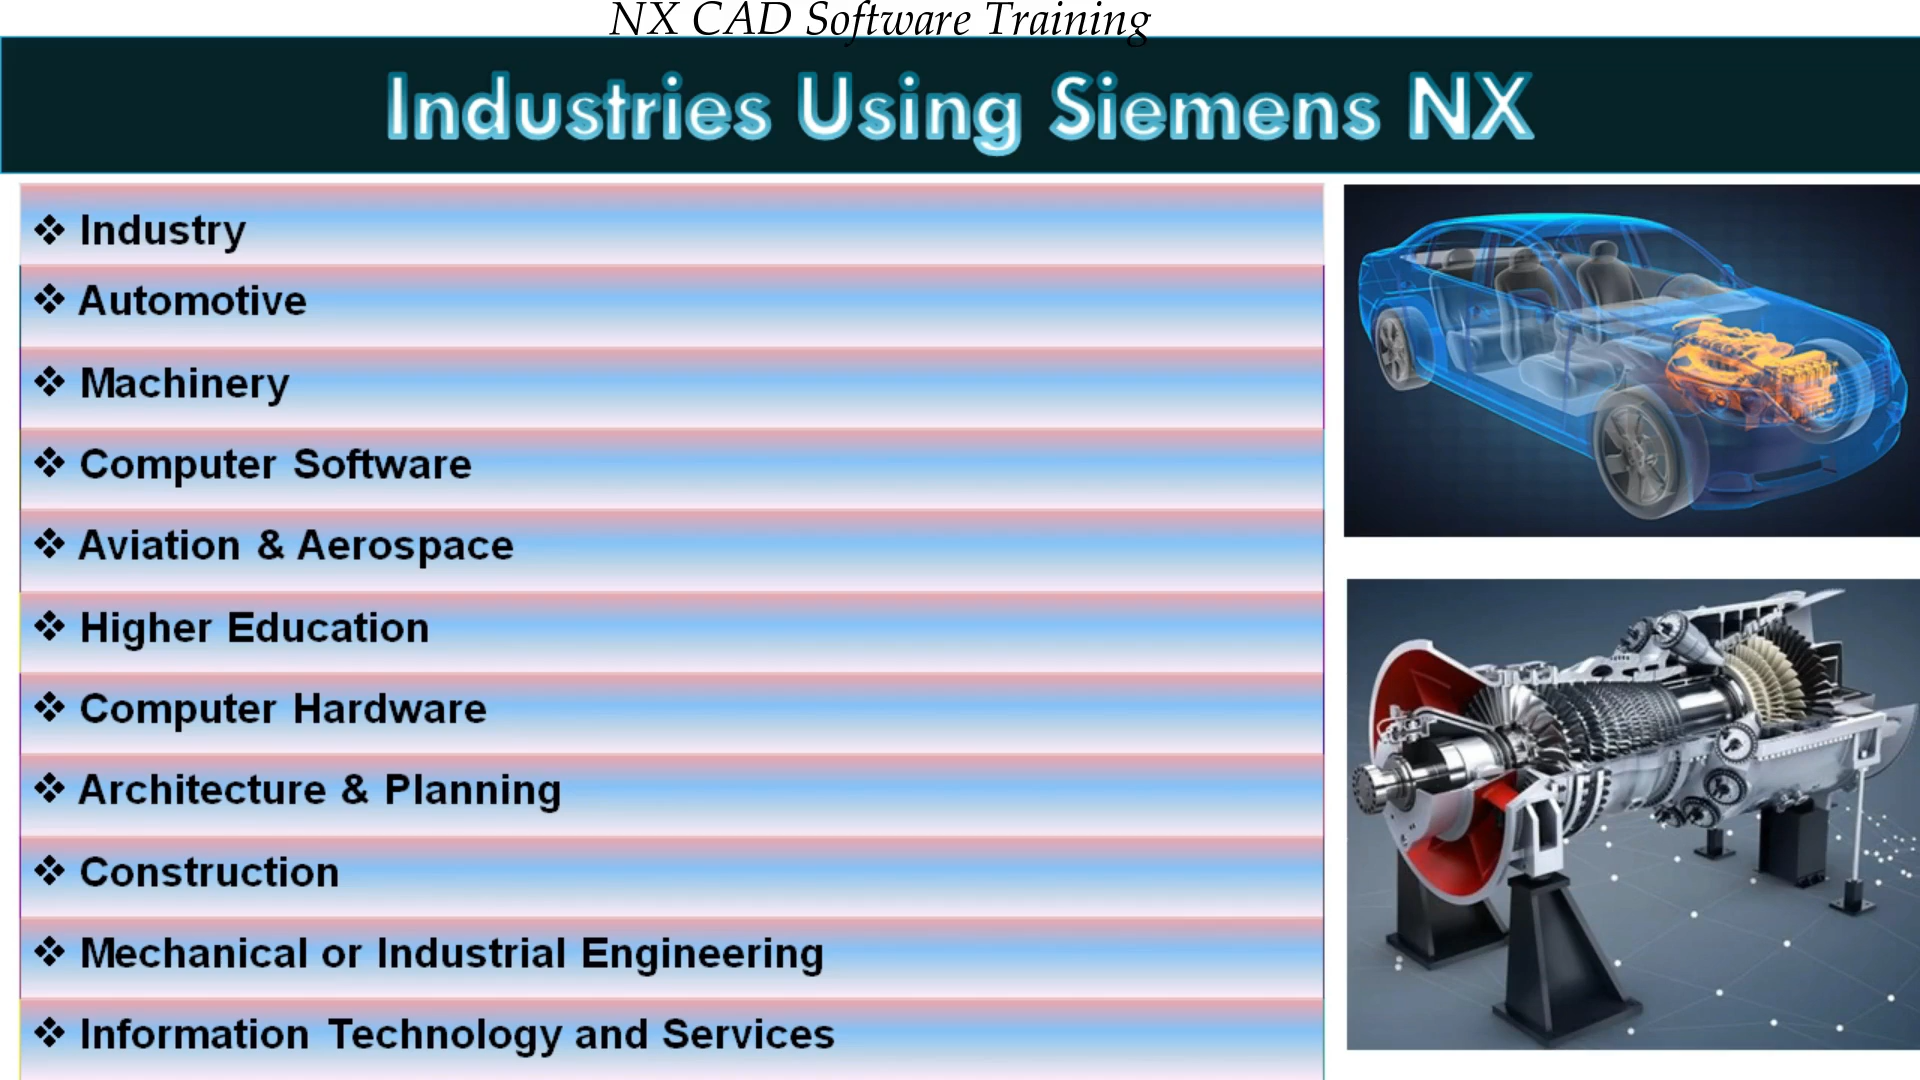 NX CAD Software Training
Industries Using Siemens NX
❖ Industry
❖ Automotive
❖ Machinery
❖ Computer Software
❖ Aviation & Aerospace
❖ Higher Education
❖ Computer Hardware
❖ Architecture & Planning
❖ Construction
❖ Mechanical or Industrial Engineering
❖ Information Technology and Services